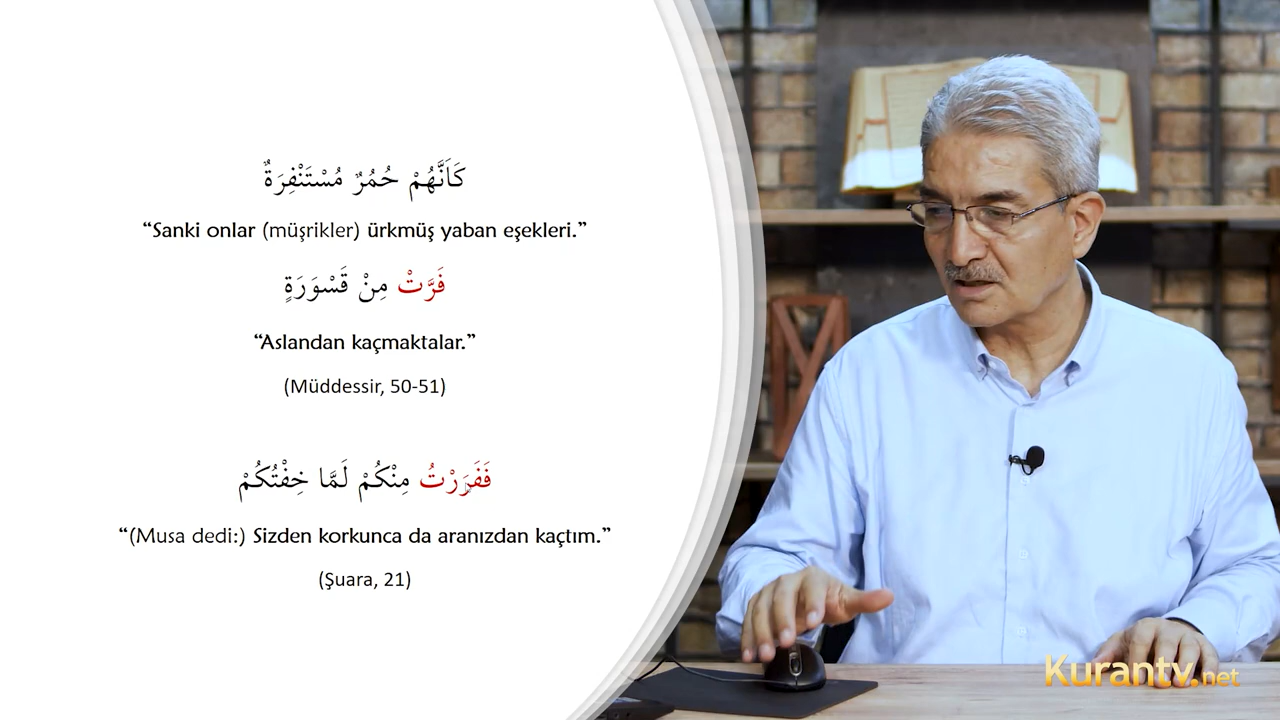 كَاَنَّهُمْ حُمُرٌ مُسْتَنْفِرَةٌ
“Sanki onlar (müşrikler) ürkmüş yaban eşekleri.”
فَرَّتْ مِنْ قَسْوَرَةٍ
“Aslandan kaçmaktalar.”
(Müddessir, 50-51)
فَفَرَرْتُ مِنْكُمْ لَمَّا خِفْتُكُمْ
“(Musa dedi:) Sizden korkunca da aranızdan kaçtım.”
(Şuara, 21)
Kurantv.net